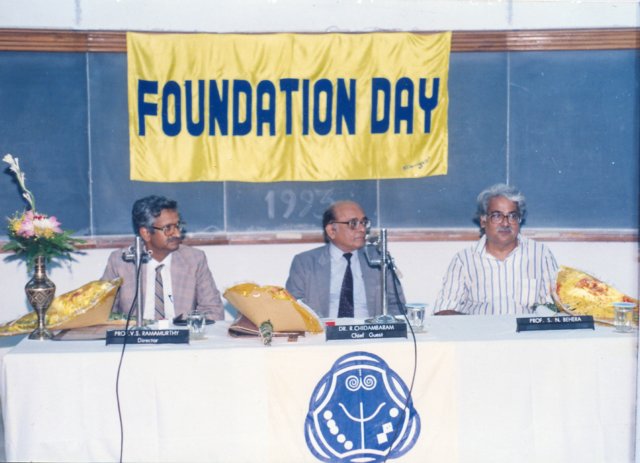 FOUNDATION DAY
1993
PROF. V.S. RAMAMURTHY
Director
DR. R.CHIDAMBARAM
Chief Guest
PROF. S. N. BEHERA